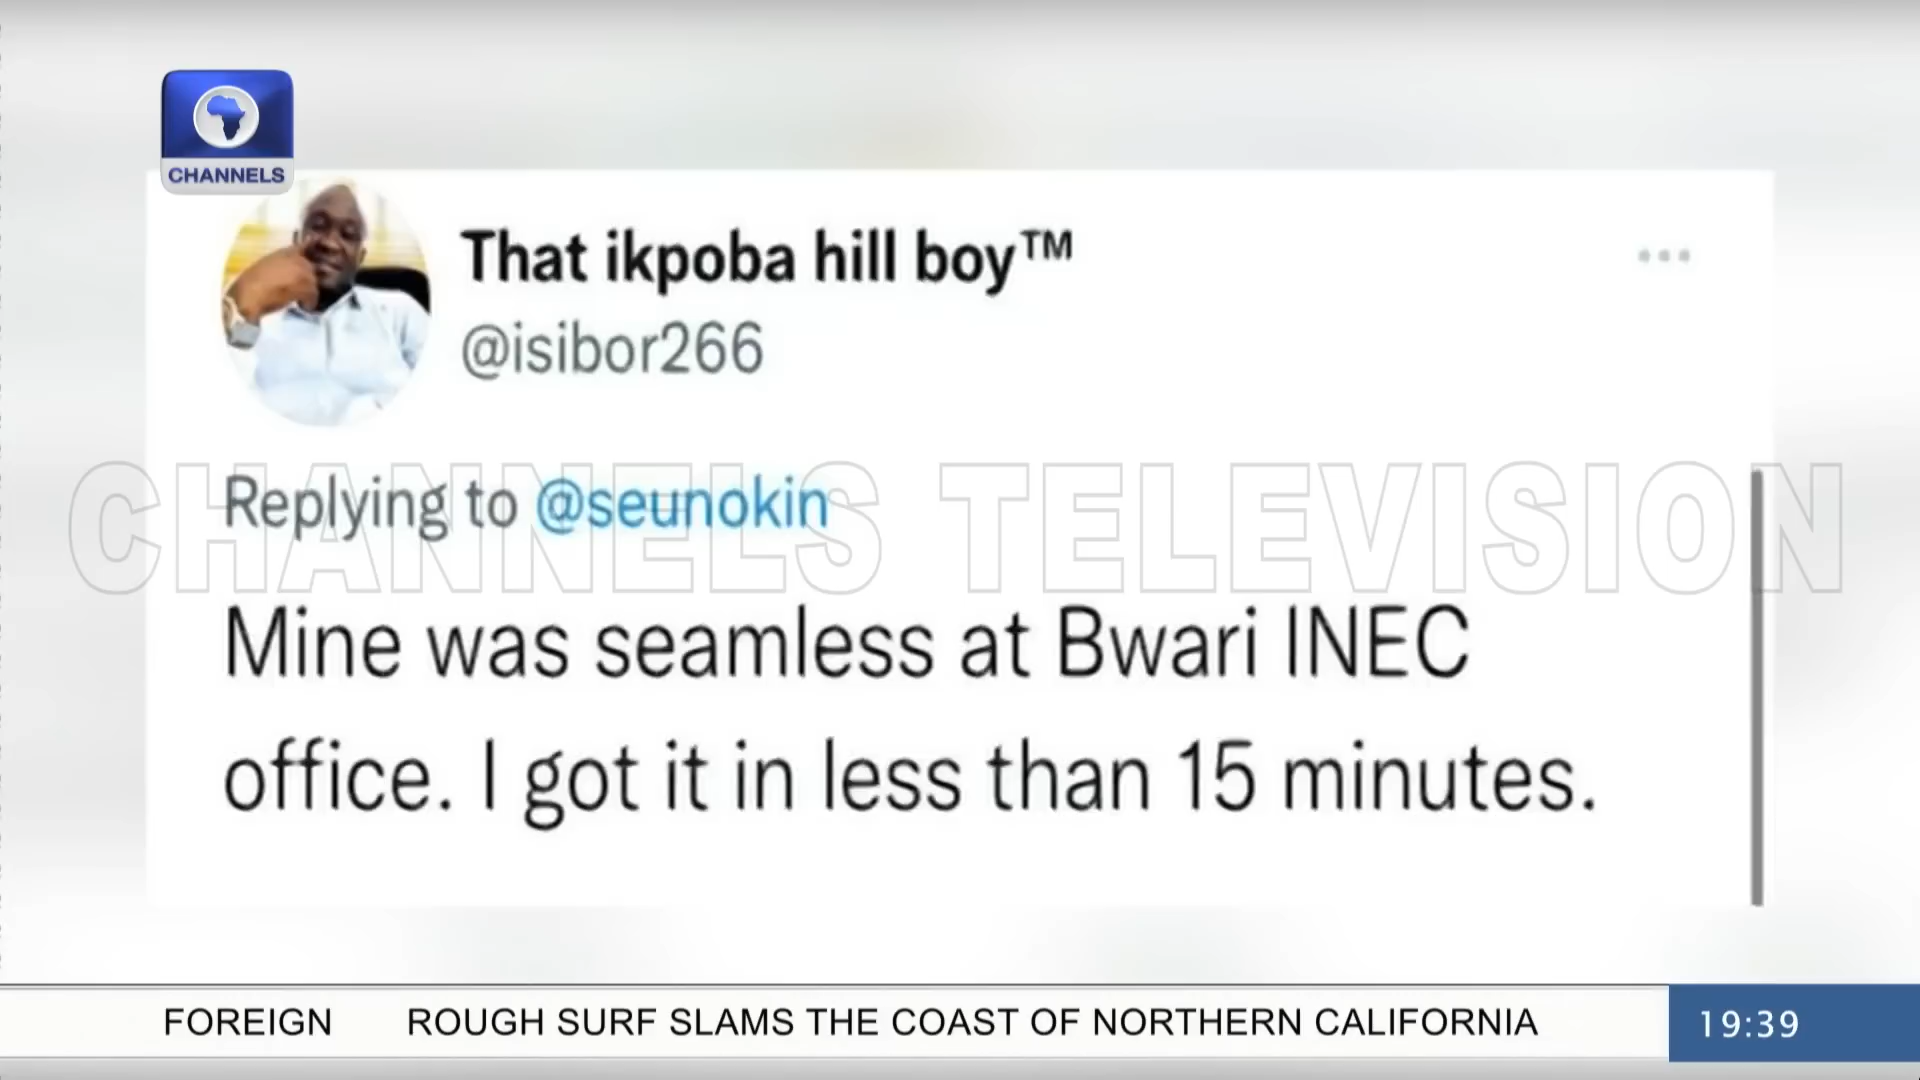 CHANNELS
That ikpoba hill boy™
@isibor266
Replying to @seunokin
CHANNELS TELEVISION
Mine was seamless at Bwari INEC
office. I got it in less than 15 minutes.
FOREIGN ROUGH SURF SLAMS THE COAST OF NORTHERN CALIFORNIA 19:39